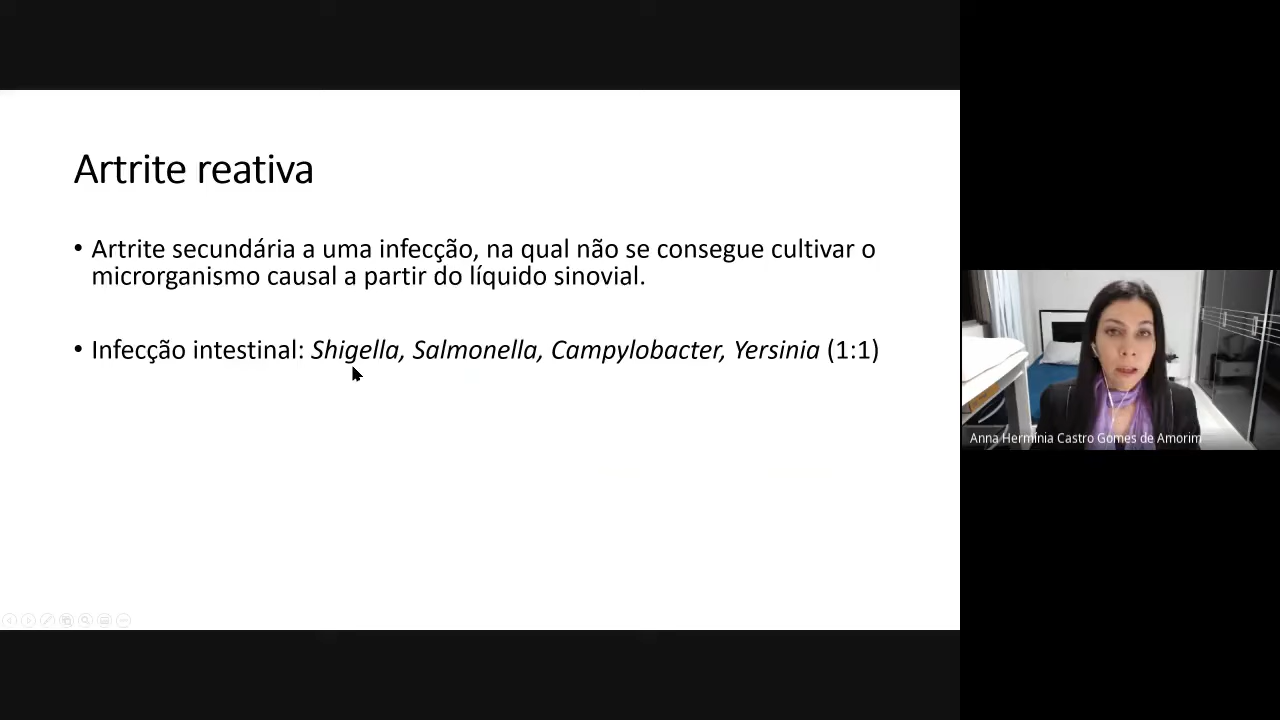 Artrite reativa
• Artrite secundária a uma infecção, na qual não se consegue cultivar o
microrganismo causal a partir do líquido sinovial.
• Infecção intestinal: Shigella, Salmonella, Campylobacter, Yersinia (1:1)
Anna Hermínia Castro Gomes de Amorim